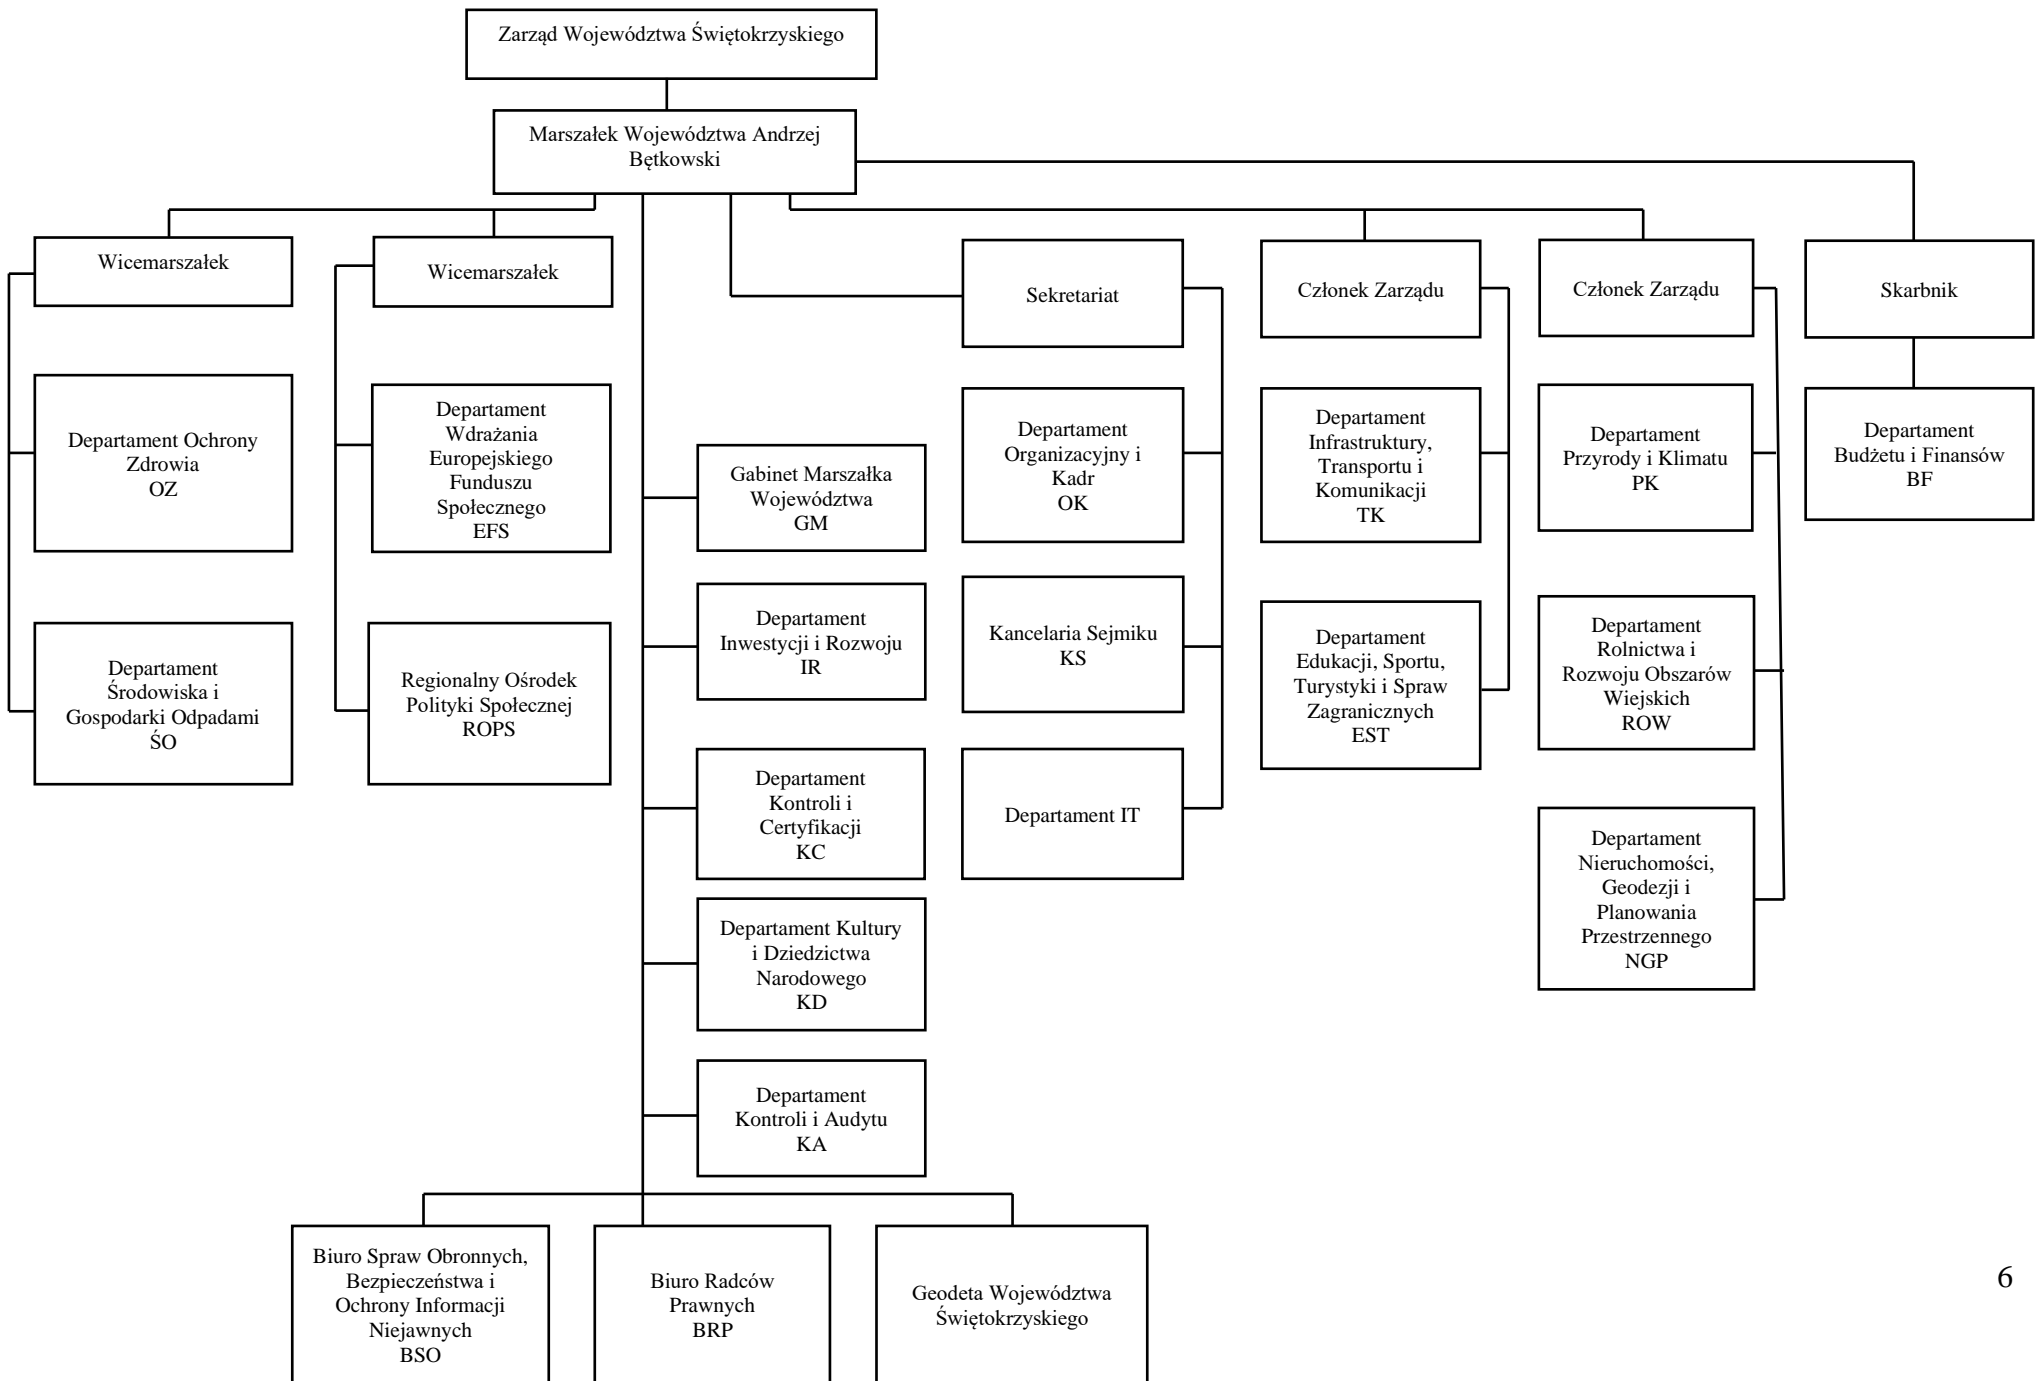 Zarząd Województwa Świętokrzyskiego
Marszałek Województwa Andrzej
Bętkowski
Wicemarszałek
Wicemarszałek
Sekretariat
Członek Zarządu
Członek Zarządu
Skarbnik
Departament Ochrony
Zdrowia
OZ
Departament
Środowiska i
Gospodarki Odpadami
ŚO
Departament
Wdrażania
Europejskiego
Funduszu
Społecznego
EFS
Regionalny Ośrodek
Polityki Społecznej
ROPS
Gabinet Marszałka
Województwa
GM
Departament
Inwestycji i Rozwoju
IR
Departament
Kontroli i
Certyfikacji
KC
Departament Kultury
i Dziedzictwa
Narodowego
KD
Departament
Kontroli i Audytu
KA
Departament
Organizacyjny i
Kadr
OK
Kancelaria Sejmiku
KS
Departament IT
Departament
Infrastruktury,
Transportu i
Komunikacji
TK
Departament
Edukacji, Sportu,
Turystyki i Spraw
Zagranicznych
EST
Departament
Przyrody i Klimatu
PK
Departament
Rolnictwa i
Rozwoju Obszarów
Wiejskich
ROW
Departament
Nieruchomości,
Geodezji i
Planowania
Przestrzennego
NGP
Departament
Budżetu i Finansów
BF
Biuro Spraw Obronnych,
Bezpieczeństwa i
Ochrony Informacji
Niejawnych
BSO
Biuro Radców
Prawnych
BRP
Geodeta Województwa
Świętokrzyskiego
6